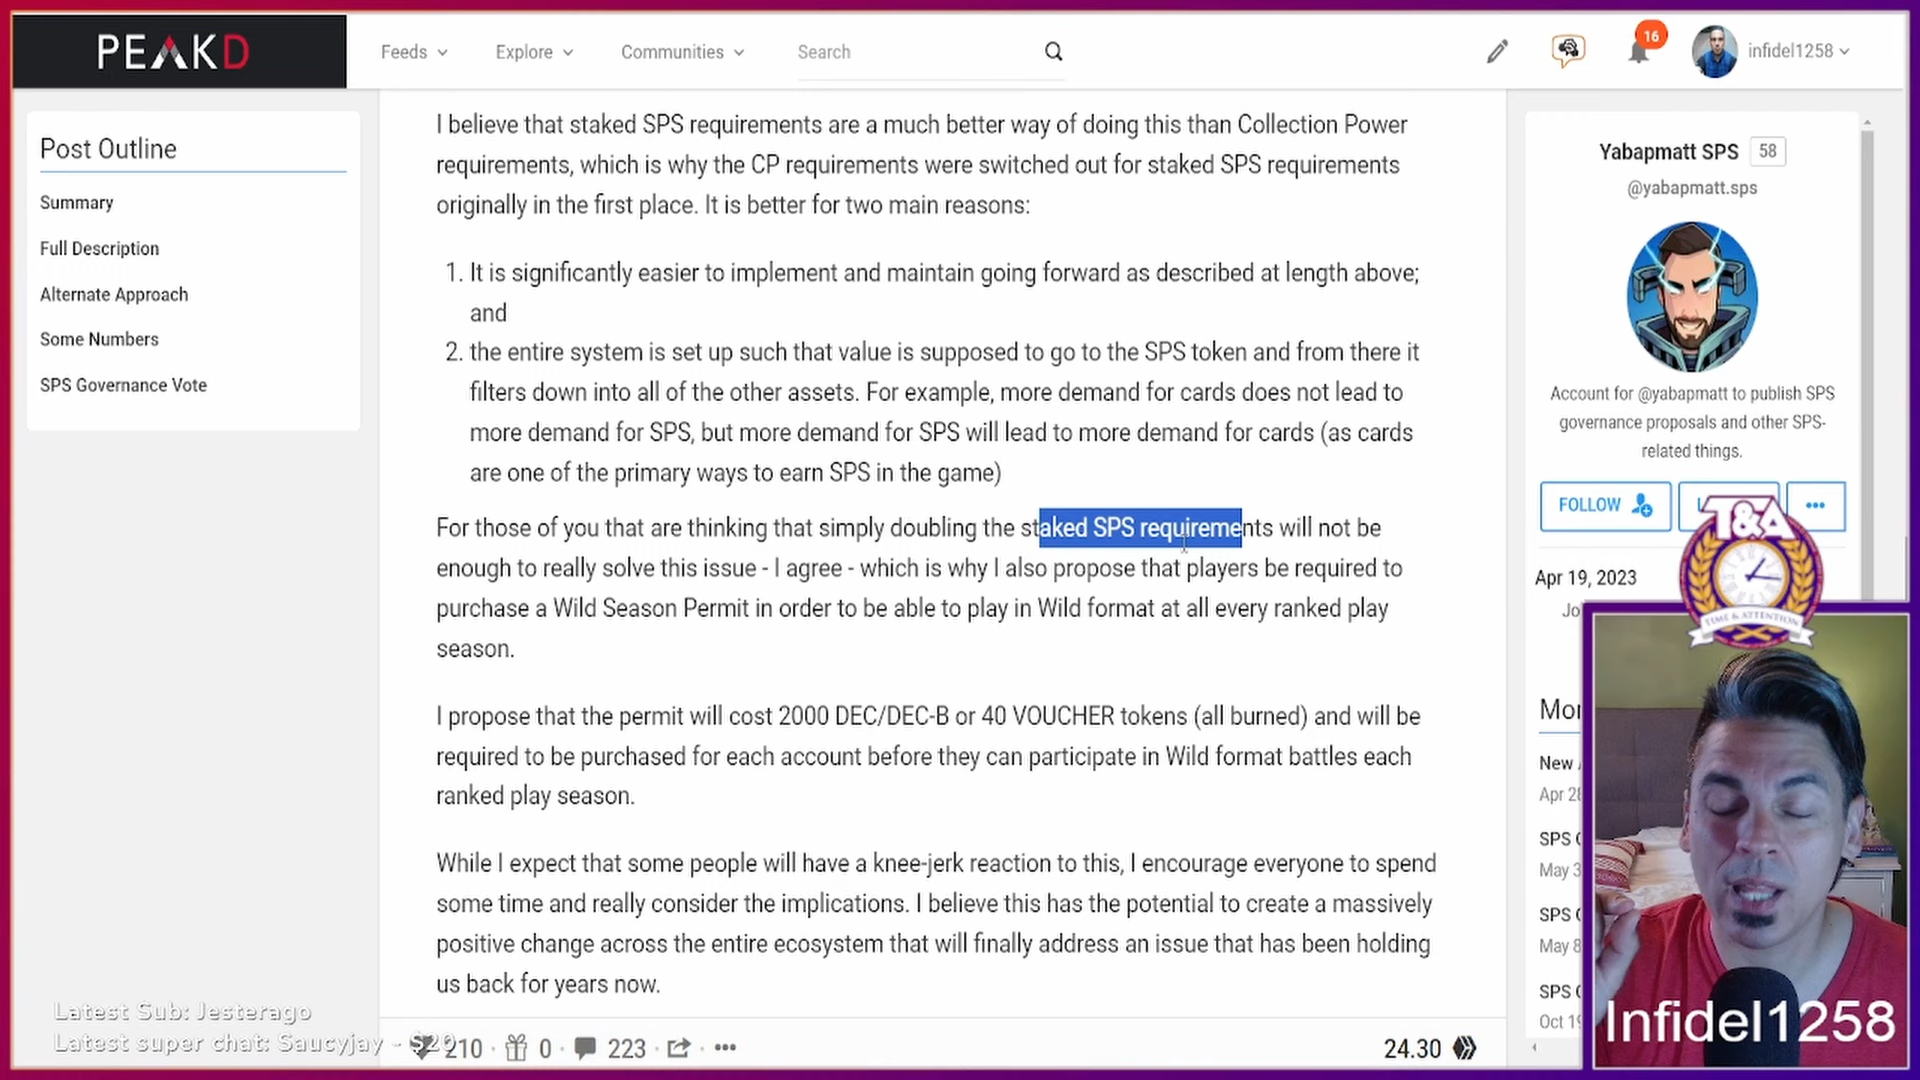 PEAKD
Feeds
Explore
Communities
Search
16
infidel1258
Post Outline
Summary
Full Description
Alternate Approach
Some Numbers
SPS Governance Vote
I believe that staked SPS requirements are a much better way of doing this than Collection Power
requirements, which is why the CP requirements were switched out for staked SPS requirements
originally in the first place. It is better for two main reasons:
1. It is significantly easier to implement and maintain going forward as described at length above;
and
2. the entire system is set up such that value is supposed to go to the SPS token and from there it
filters down into all of the other assets. For example, more demand for cards does not lead to
more demand for SPS, but more demand for SPS will lead to more demand for cards (as cards
are one of the primary ways to earn SPS in the game)
For those of you that are thinking that simply doubling the staked SPS requirements will not be
enough to really solve this issue - I agree - which is why I also propose that players be required to
purchase a Wild Season Permit in order to be able to play in Wild format at all every ranked play
season.
I propose that the permit will cost 2000 DEC/DEC-B or 40 VOUCHER tokens (all burned) and will be
required to be purchased for each account before they can participate in Wild format battles each
ranked play season.
While I expect that some people will have a knee-jerk reaction to this, I encourage everyone to spend
some time and really consider the implications. I believe this has the potential to create a massively
positive change across the entire ecosystem that will finally address an issue that has been holding
us back for years now.
210 · 0 · 223 ·
24.30
Yabapmatt SPS 58
@yabapmatt.sps
Account for @yabapmatt to publish SPS
governance proposals and other SPS-
related things.
FOLLOW
T&A
TIME & ATTENTION
Apr 19, 2023
Jo
New
Apr 28
SPS
May 3
SPS
May 8
SPS
Oct 19
Latest Sub: Jesterago
Latest super chat: Saucyjay - $20
Infidel1258